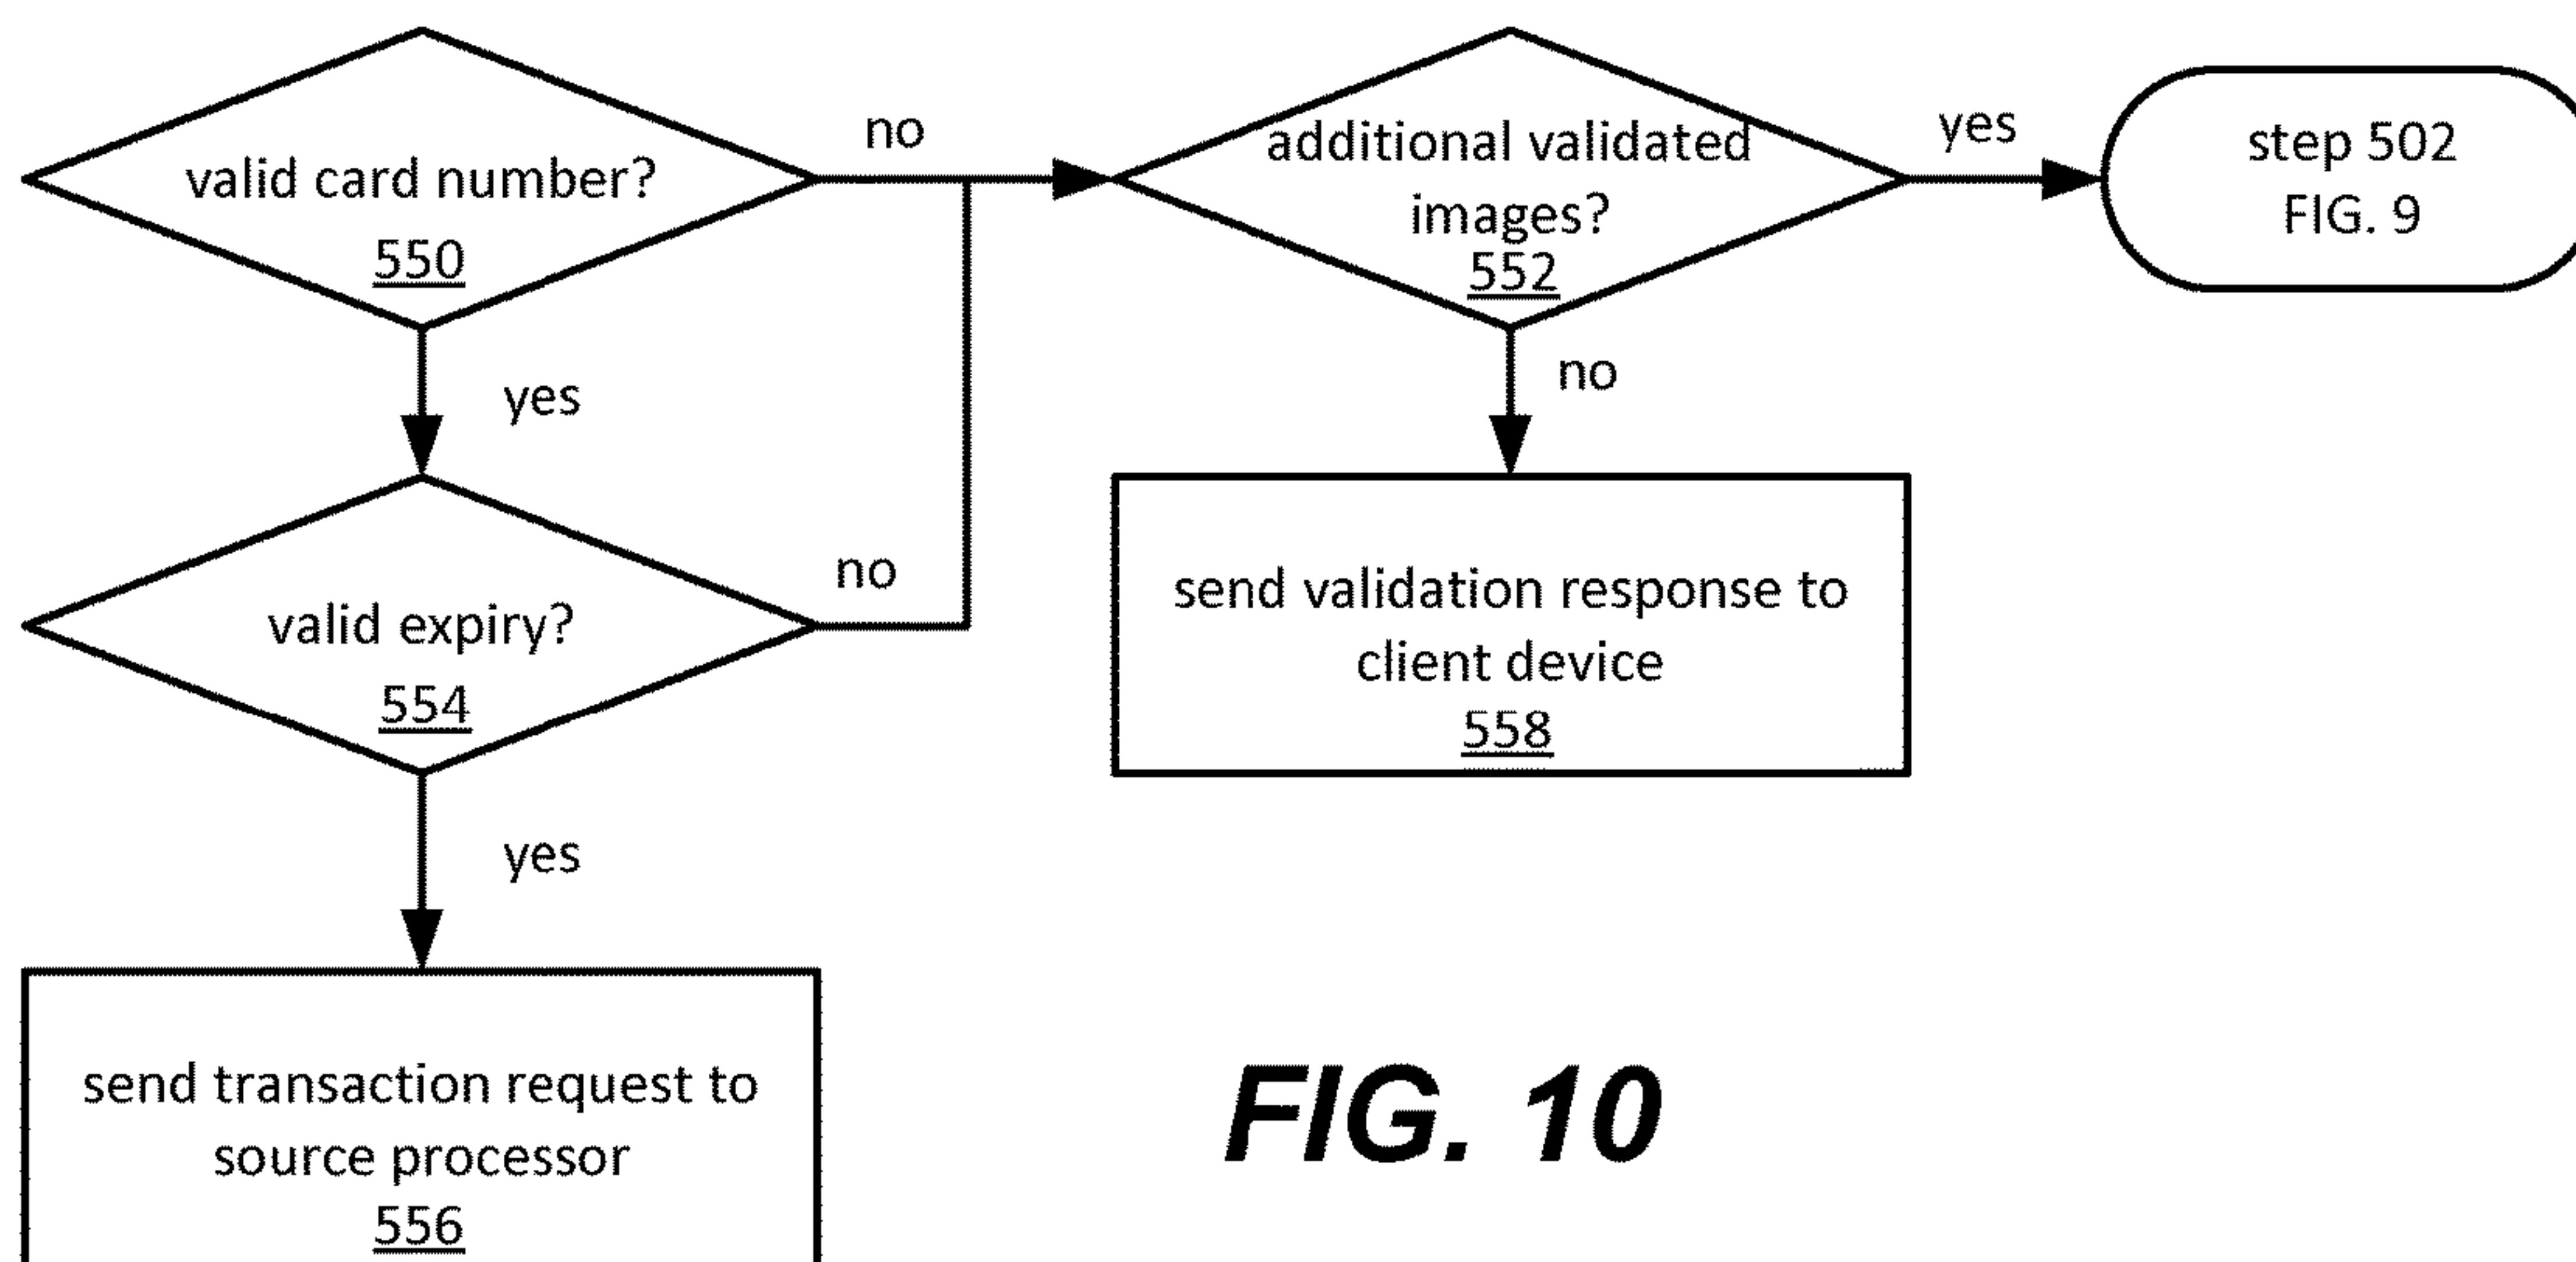 valid card number?
550
no
additional validated
images?
552
yes
step 502
FIG. 9
yes
no
valid expiry?
554
no
send validation response to
client device
558
yes
send transaction request to
source processor
556
FIG. 10